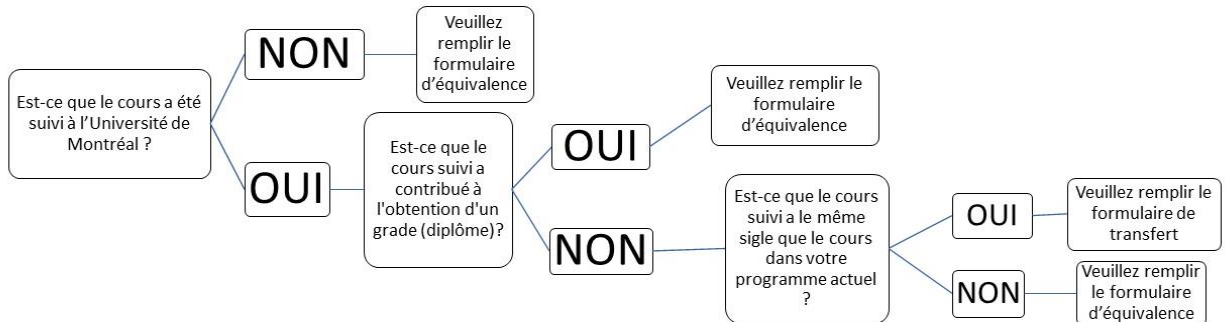 Est-ce que le cours a été
suivi à l'Université de
Montréal ?
NON
Veuillez
remplir le
formulaire
d'équivalence
OUI
Est-ce que le
cours suivi a
contribué à
l'obtention d'un
grade (diplôme)?
OUI
Veuillez remplir le
formulaire
d'équivalence
NON
Est-ce que le cours
suivi a le même
sigle que le cours
dans votre
programme actuel
?
OUI
Veuillez remplir le
formulaire de
transfert
NON
Veuillez remplir
le formulaire
d'équivalence